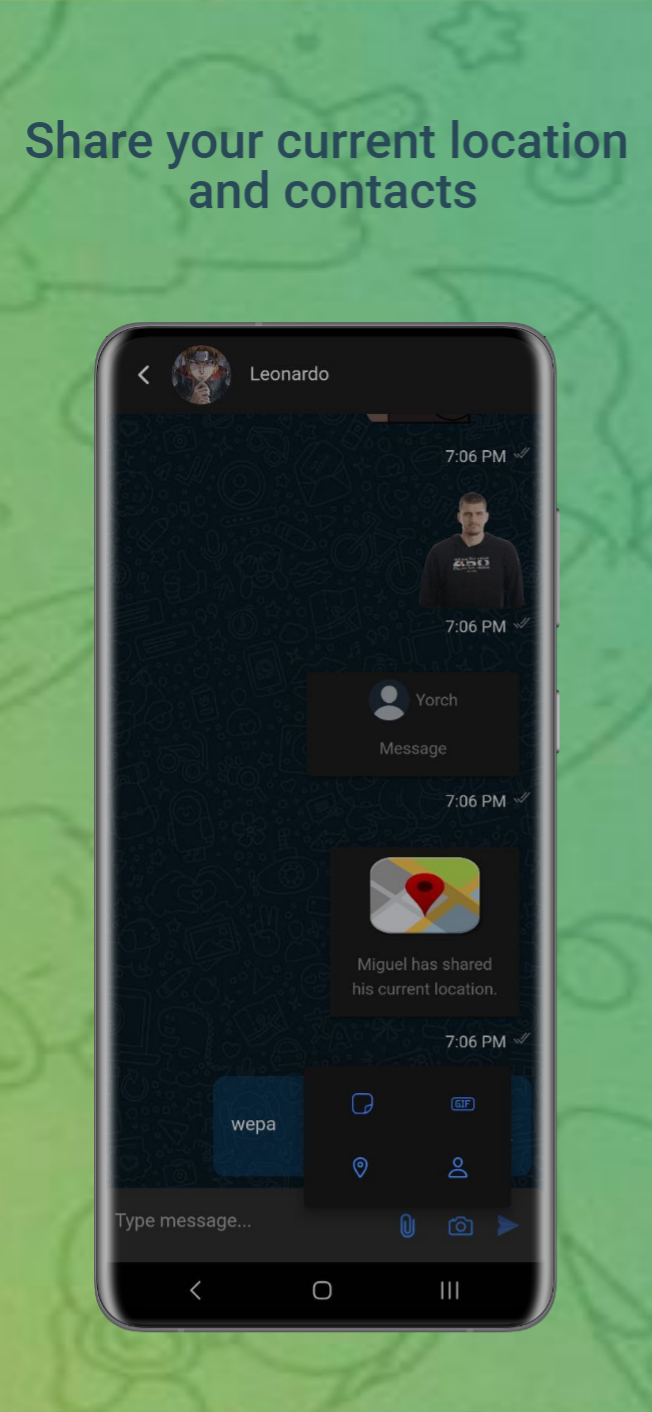 Share your current location
and contacts
Leonardo
7:06 PM
7:06 PM
Yorch
Message
7:06 PM
Miguel has shared
his current location.
7:06 PM
GIF
wepa
Type message...